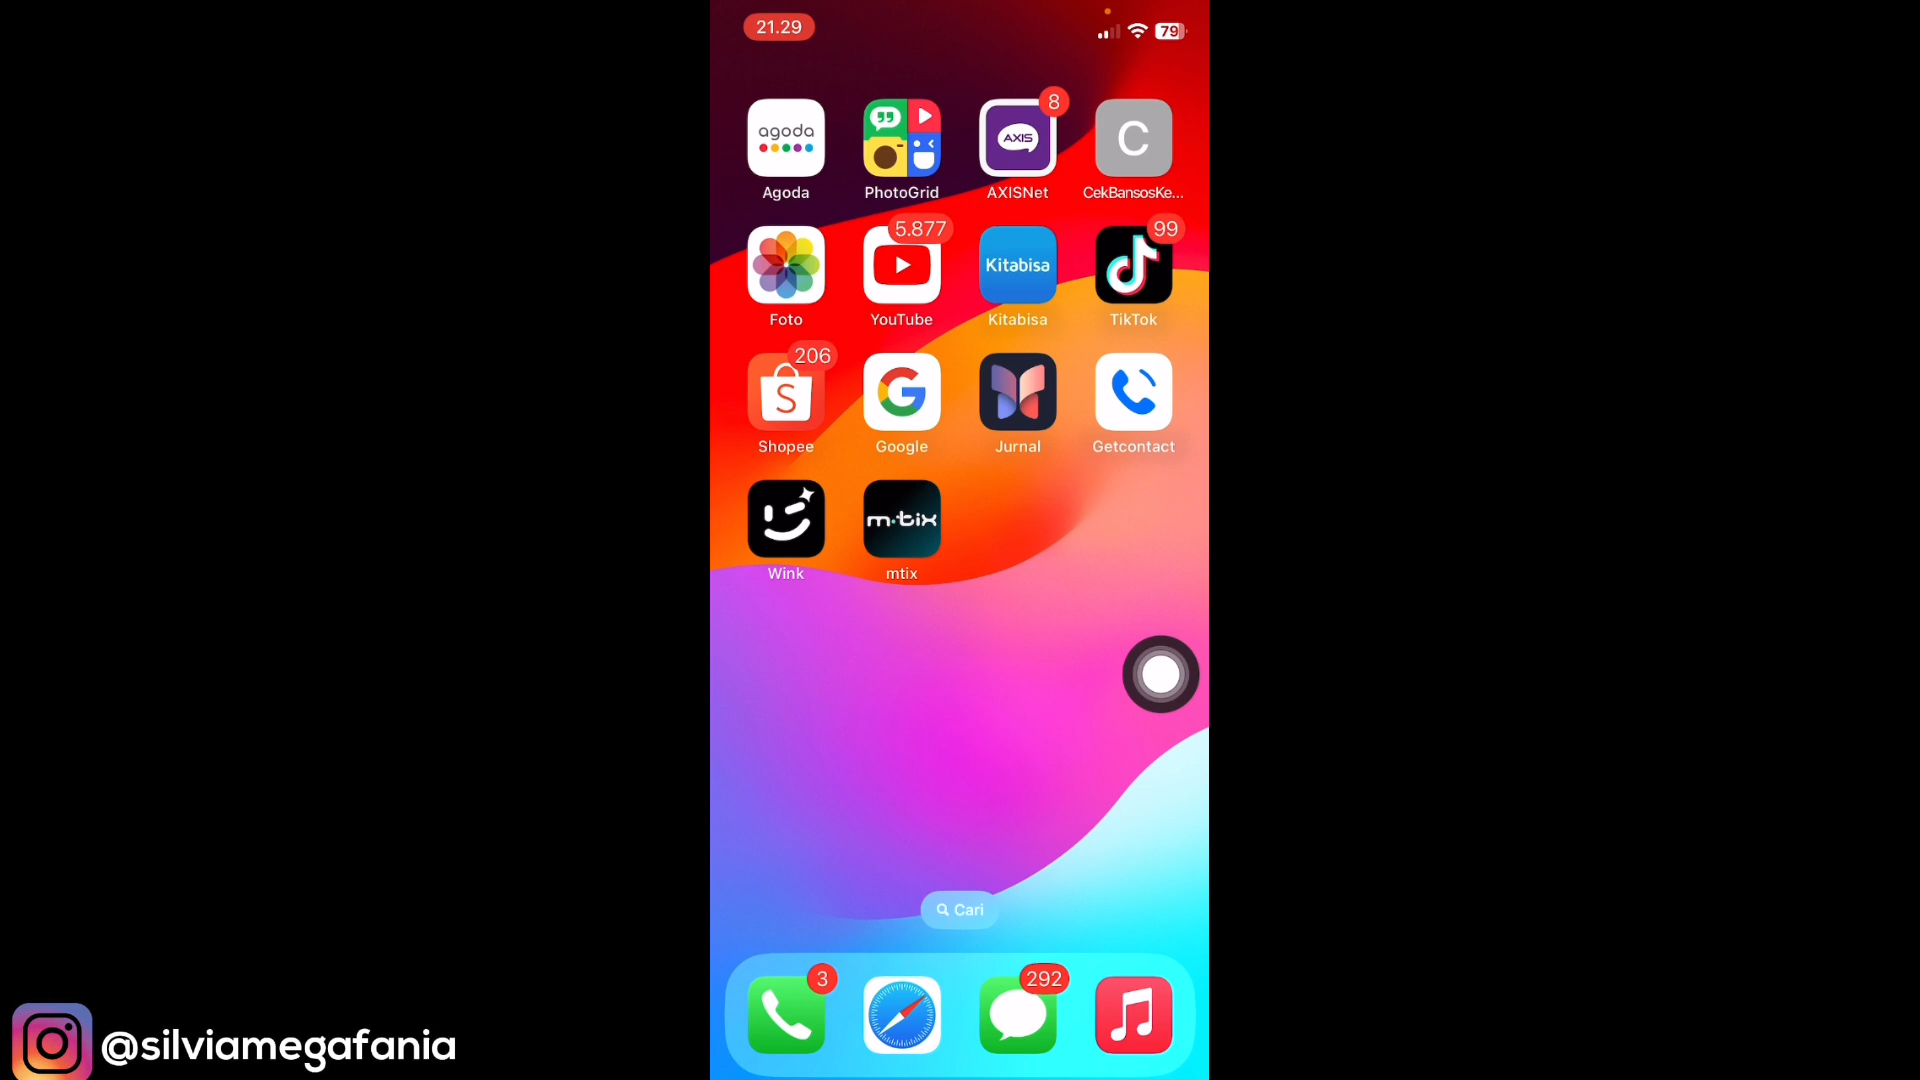 21.29
79
8
agoda
AXIS
C
Agoda
PhotoGrid
AXISNet
CekBansosKe...
5.877
99
Kitabisa
Foto
YouTube
Kitabisa
TikTok
206
S
G
Shopee
Google
Jurnal
Getcontact
m·tix
Wink
mtix
Cari
3
292
@silviamegafania